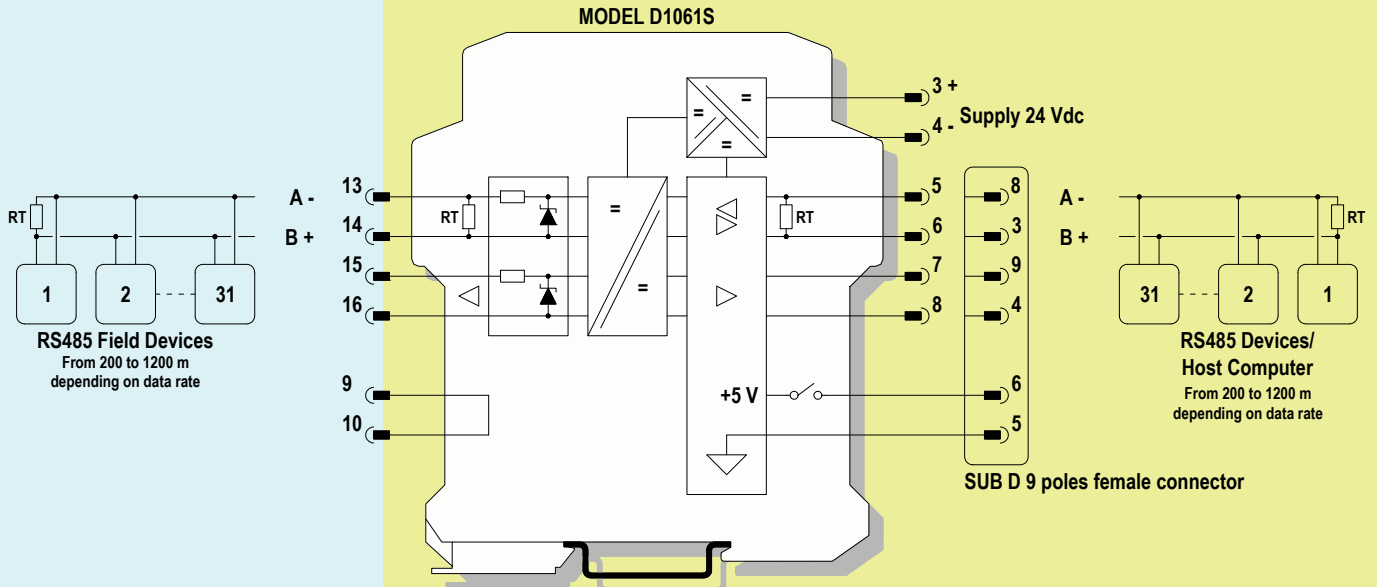 MODEL D1061S
3 +
Supply 24 Vdc
4 -
=
=
=
A -
13
5
8
A -
RT
RT
=
RT
RT
B +
14
6
3
B +
15
7
9
=
1
2
31
16
8
4
31
2
1
RS485 Field Devices
From 200 to 1200 m
depending on data rate
RS485 Devices/
Host Computer
From 200 to 1200 m
depending on data rate
9
+5 V
6
10
5
SUB D 9 poles female connector